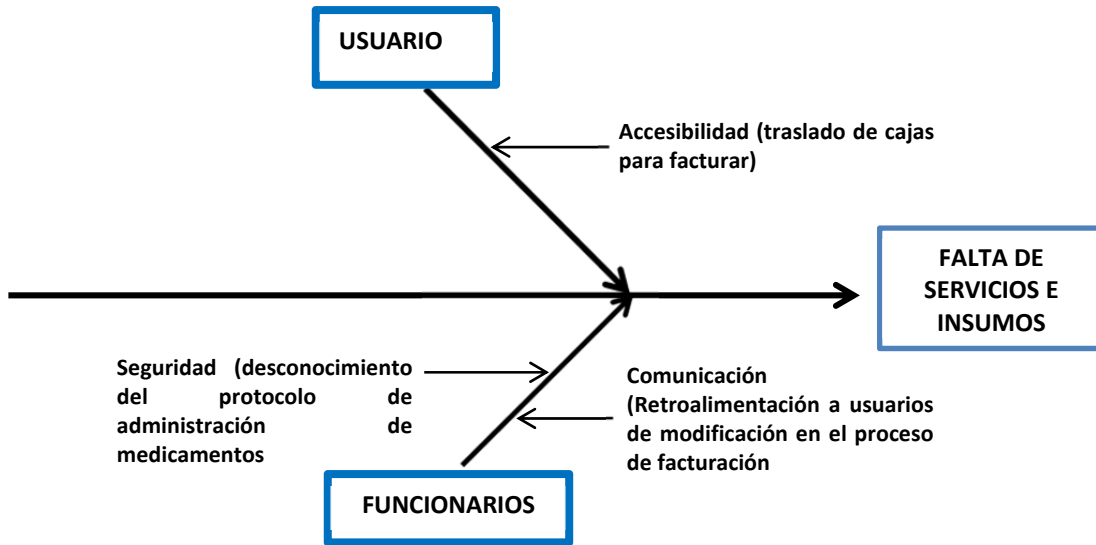 USUARIO
Accesibilidad (traslado de cajas
para facturar)
FALTA DE
SERVICIOS E
INSUMOS
Seguridad (desconocimiento
del protocolo de
administración de
medicamentos
Comunicación
(Retroalimentación a usuarios
de modificación en el proceso
de facturación
FUNCIONARIOS